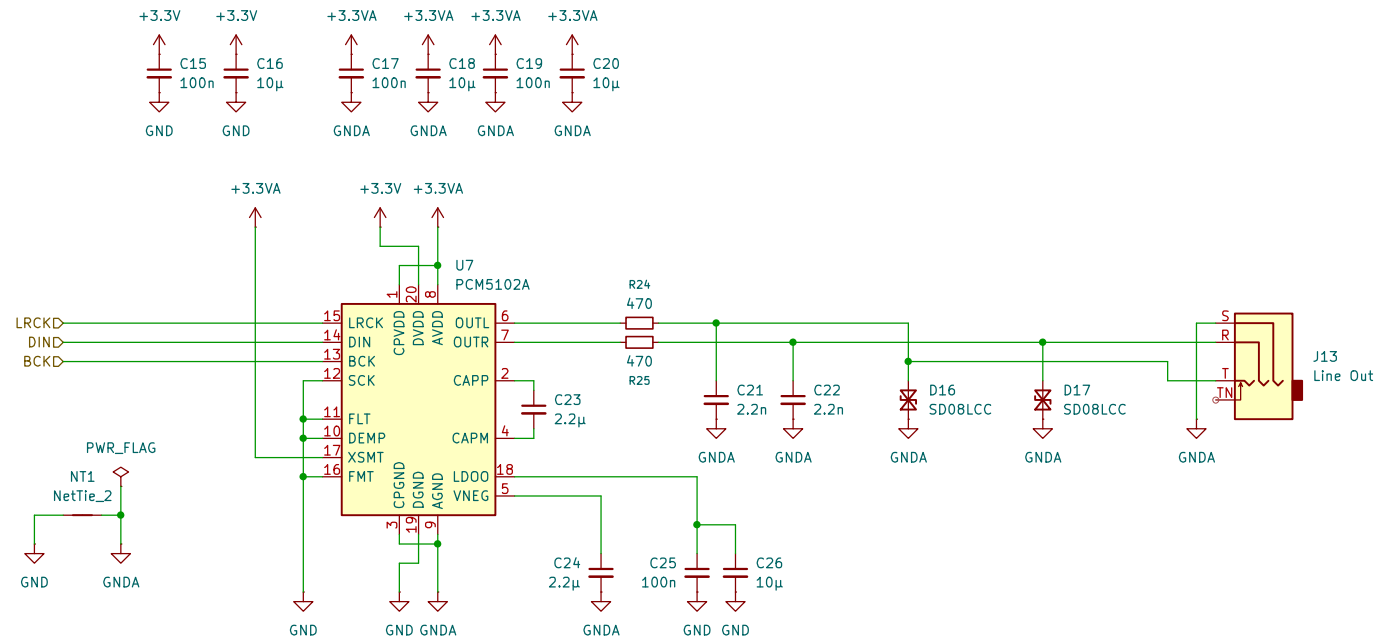 +3.3V +3.3V +3.3VA +3.3VA +3.3VA +3.3VA
C15 C16 C17 C18 C19 C20
100n 10µ 100n 10µ 100n 10µ
GND GND GNDA GNDA GNDA GNDA
+3.3VA +3.3V +3.3VA
U7
PCM5102A
1 20 8
CPVDD DVDD AVDD
R24
470
LRCK 15 LRCK OUTL 6 S
DIN 14 DIN OUTR 7 R
BCK 13 BCK
470
R25
J13
Line Out
12 SCK CAPP 2 T
TN
C23
2.2µ
C21 C22 D16 D17
2.2n 2.2n SD08LCC SD08LCC
11 FLT
10 DEMP CAPM 4
17 XSMT
GNDA GNDA GNDA GNDA GNDA
16 FMT LDOO 18
VNEG 5
CPGND DGND AGND
3 19 9
PWR_FLAG
NT1
NetTie_2
GND GNDA
C24 C25 C26
2.2µ 100n 10µ
GND GND GNDA GNDA GND GND